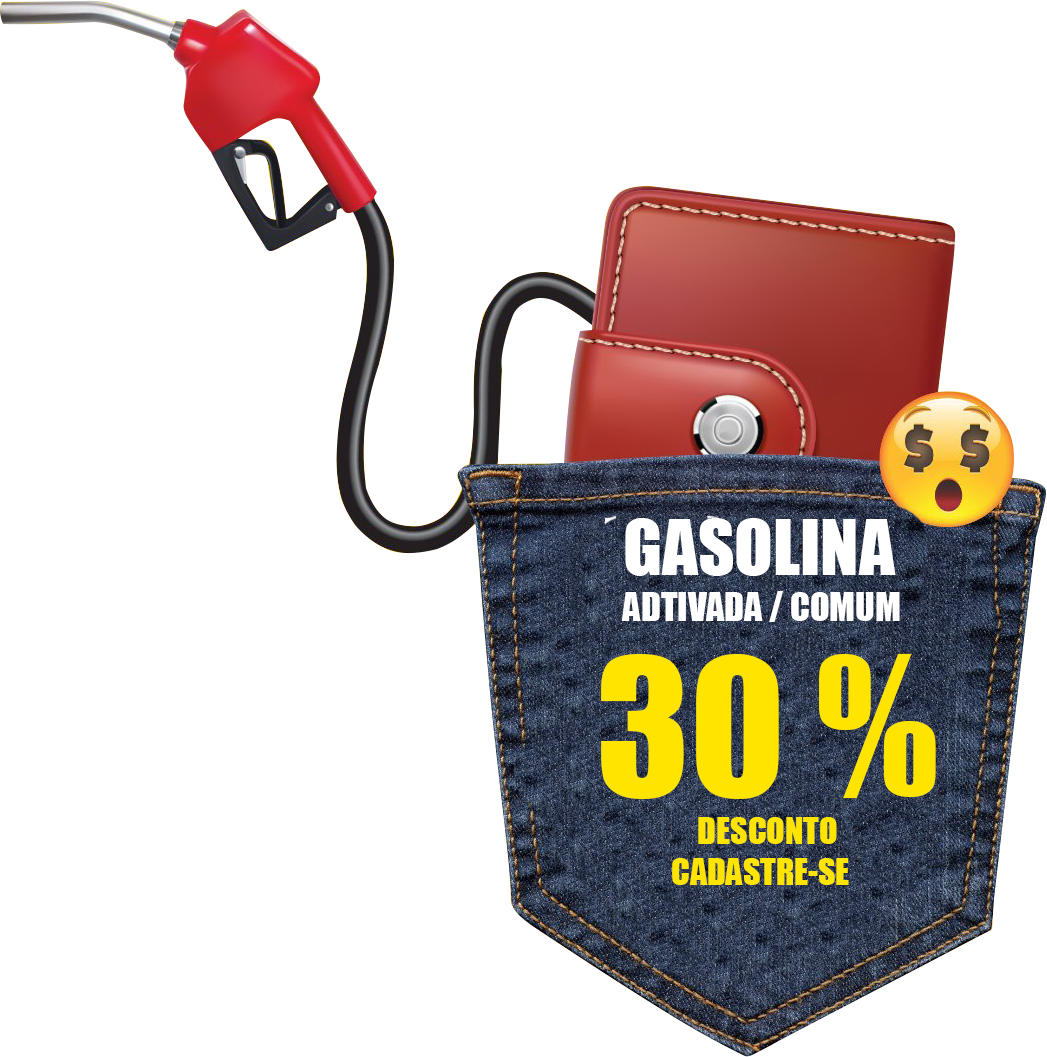 GASOLINA
ADTIVADA / COMUM
30 %
DESCONTO
CADASTRE-SE